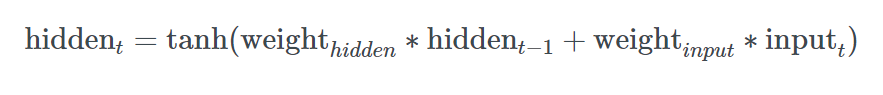 hidden_t = tanh(weight_hidden * hidden_{t−1} + weight_input * input_t)